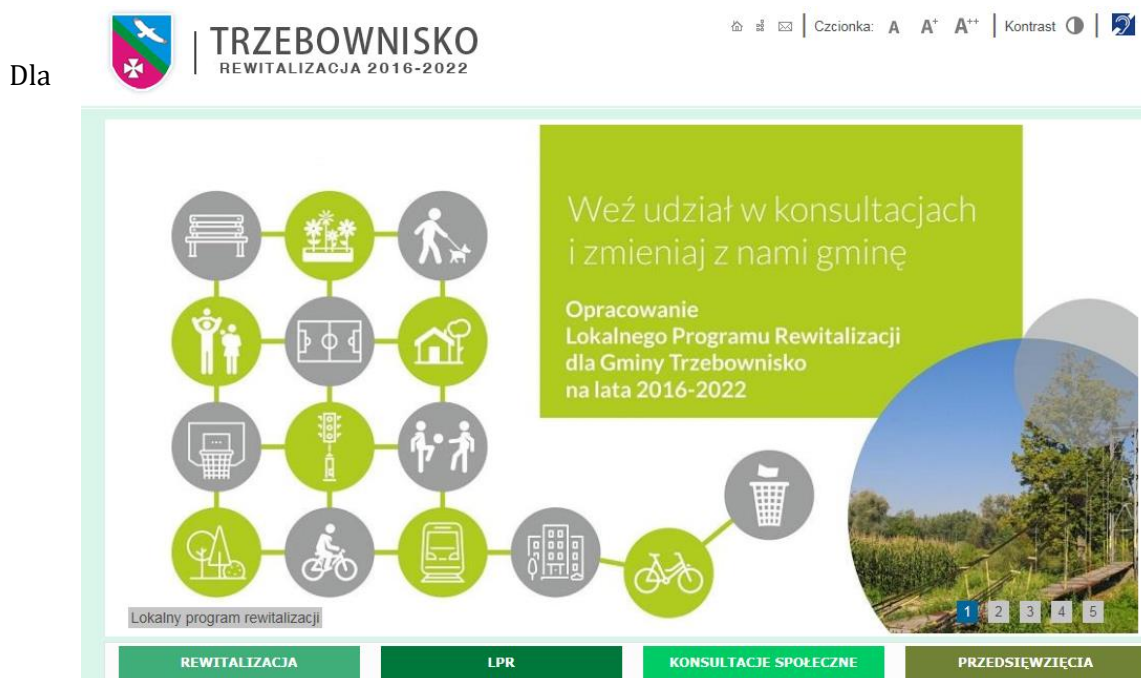 Dla
TRZEBOWNISKO
REWITALIZACJA 2016-2022
Czcionka: A A+ A++ Kontrast
Weź udział w konsultacjach
i zmieniaj z nami gminę
Opracowanie
Lokalnego Programu Rewitalizacji
dla Gminy Trzebownisko
na lata 2016-2022
Lokalny program rewitalizacji
1 2 3 4 5
REWITALIZACJA LPR KONSULTACJE SPOŁECZNE PRZEDSIĘWZIĘCIA